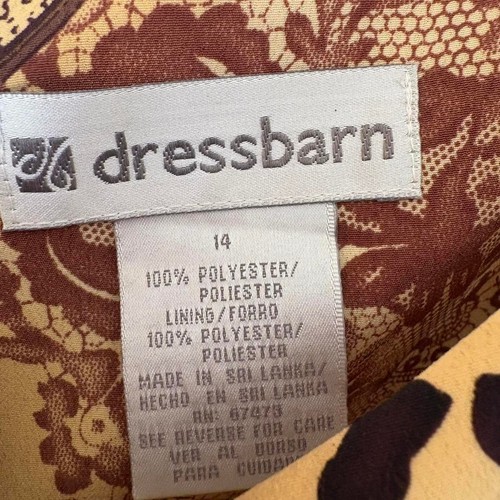 dressbarn
14
100% POLYESTER/
POLIESTER
LINING/FORRO
100% POLYESTER/
POLIESTER
MADE IN SRI LANKA/
HECHO EN SRI LANKA
RN: 67473
SEE REVERSE FOR CARE
VER AL DORSO
PARA CUIDAD